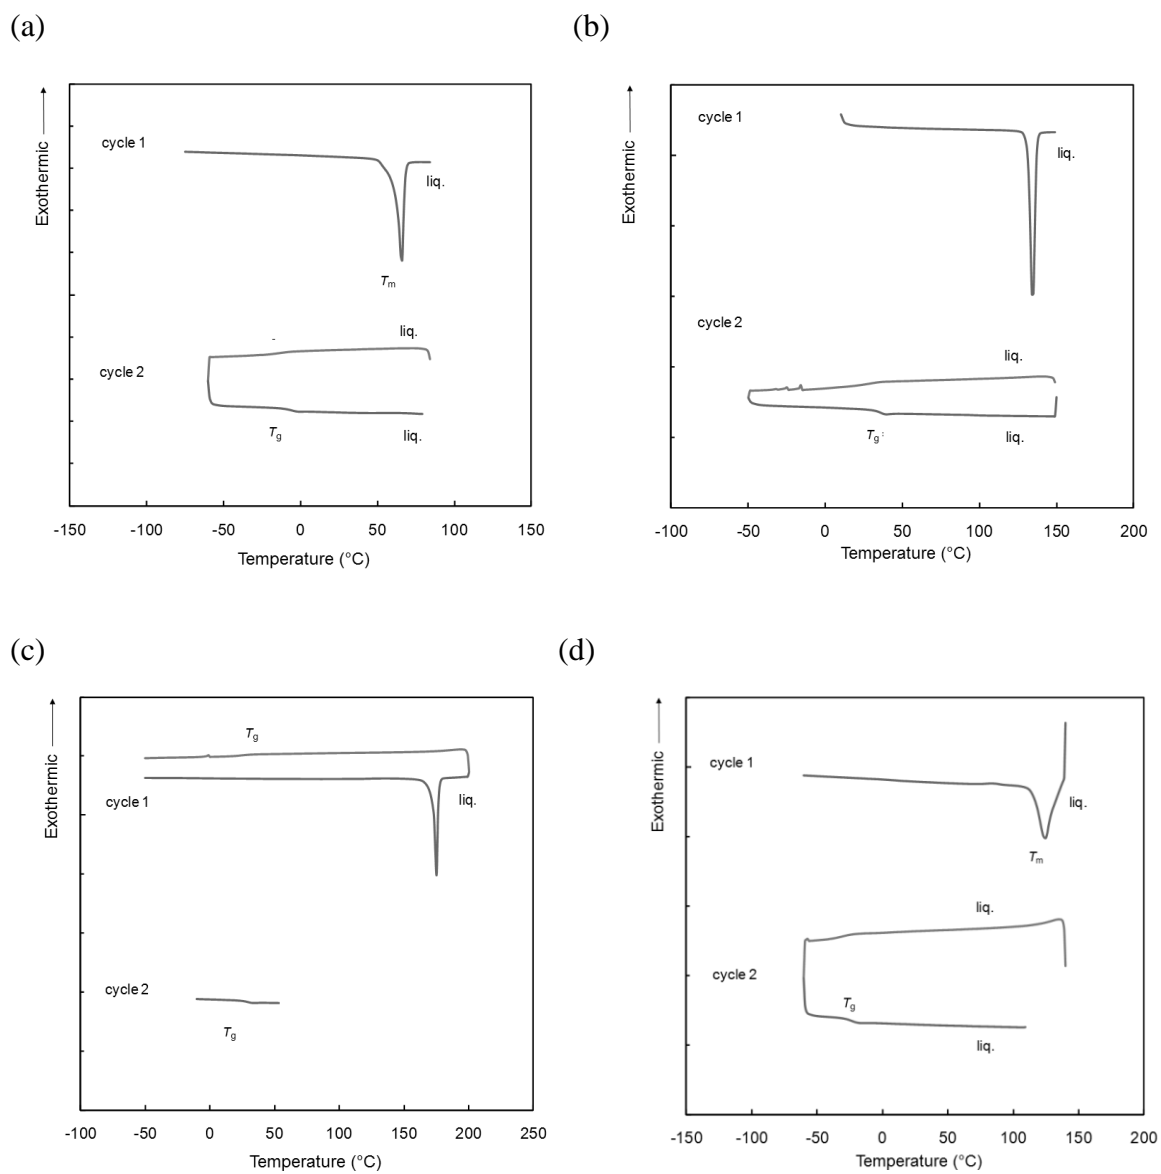 (a)
Exothermic
cycle 1
liq.
Tm
liq.
cycle 2
Tg
liq.
-150 -100 -50 0 50 100 150
Temperature (°C)
(b)
Exothermic
cycle 1
liq.
cycle 2
liq.
Tg :
liq.
-100 -50 0 50 100 150 200
Temperature (°C)
(c)
Exothermic
Tg
cycle 1
liq.
cycle 2
Tg
-100 -50 0 50 100 150 200 250
Temperature (°C)
(d)
Exothermic
cycle 1
liq.
Tm
liq.
cycle 2
Tg
liq.
-150 -100 -50 0 50 100 150 200
Temperature (°C)